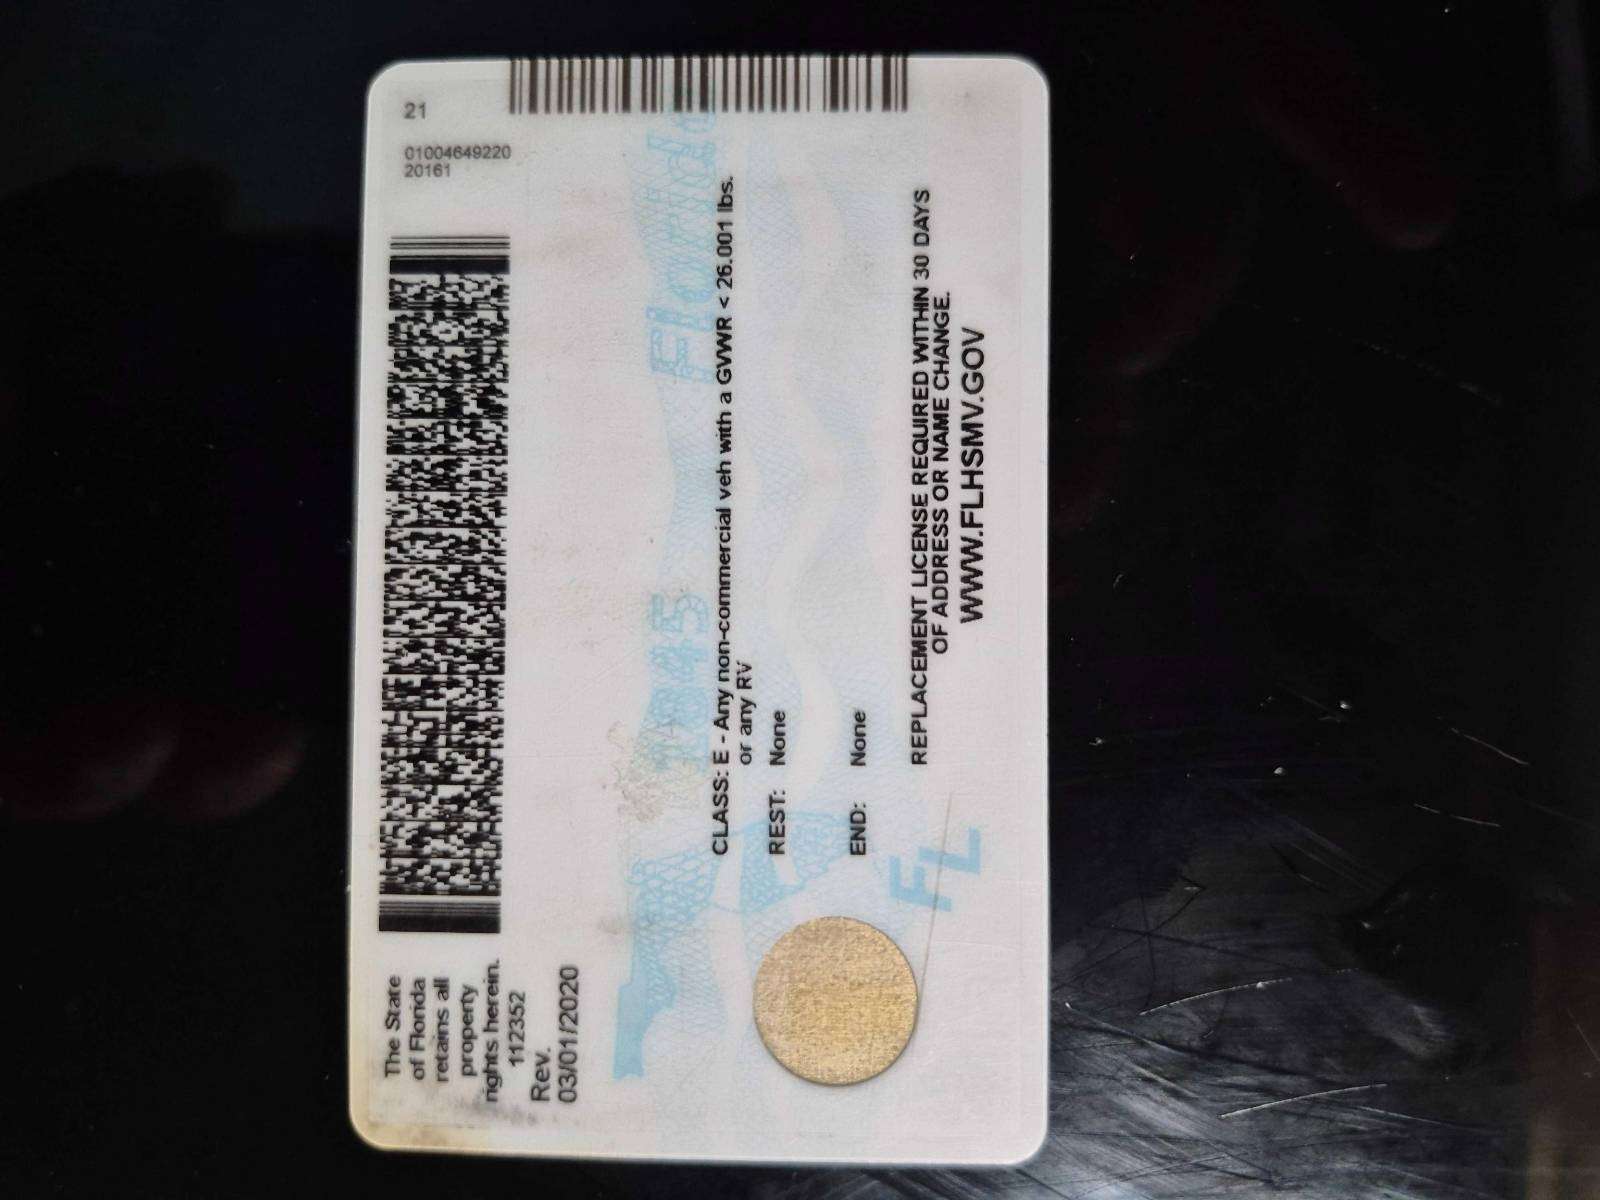 21
01004649220
20161
The State
of Florida
retains all
property
rights herein.
112352
Rev.
03/01/2020
1845 Florida
CLASS: E - Any non-commercial veh with a GVWR < 26.001 lbs.
or any RV
REST: None
END: None
REPLACEMENT LICENSE REQUIRED WITHIN 30 DAYS
OF ADDRESS OR NAME CHANGE.
WWW.FLHSMV.GOV
FL